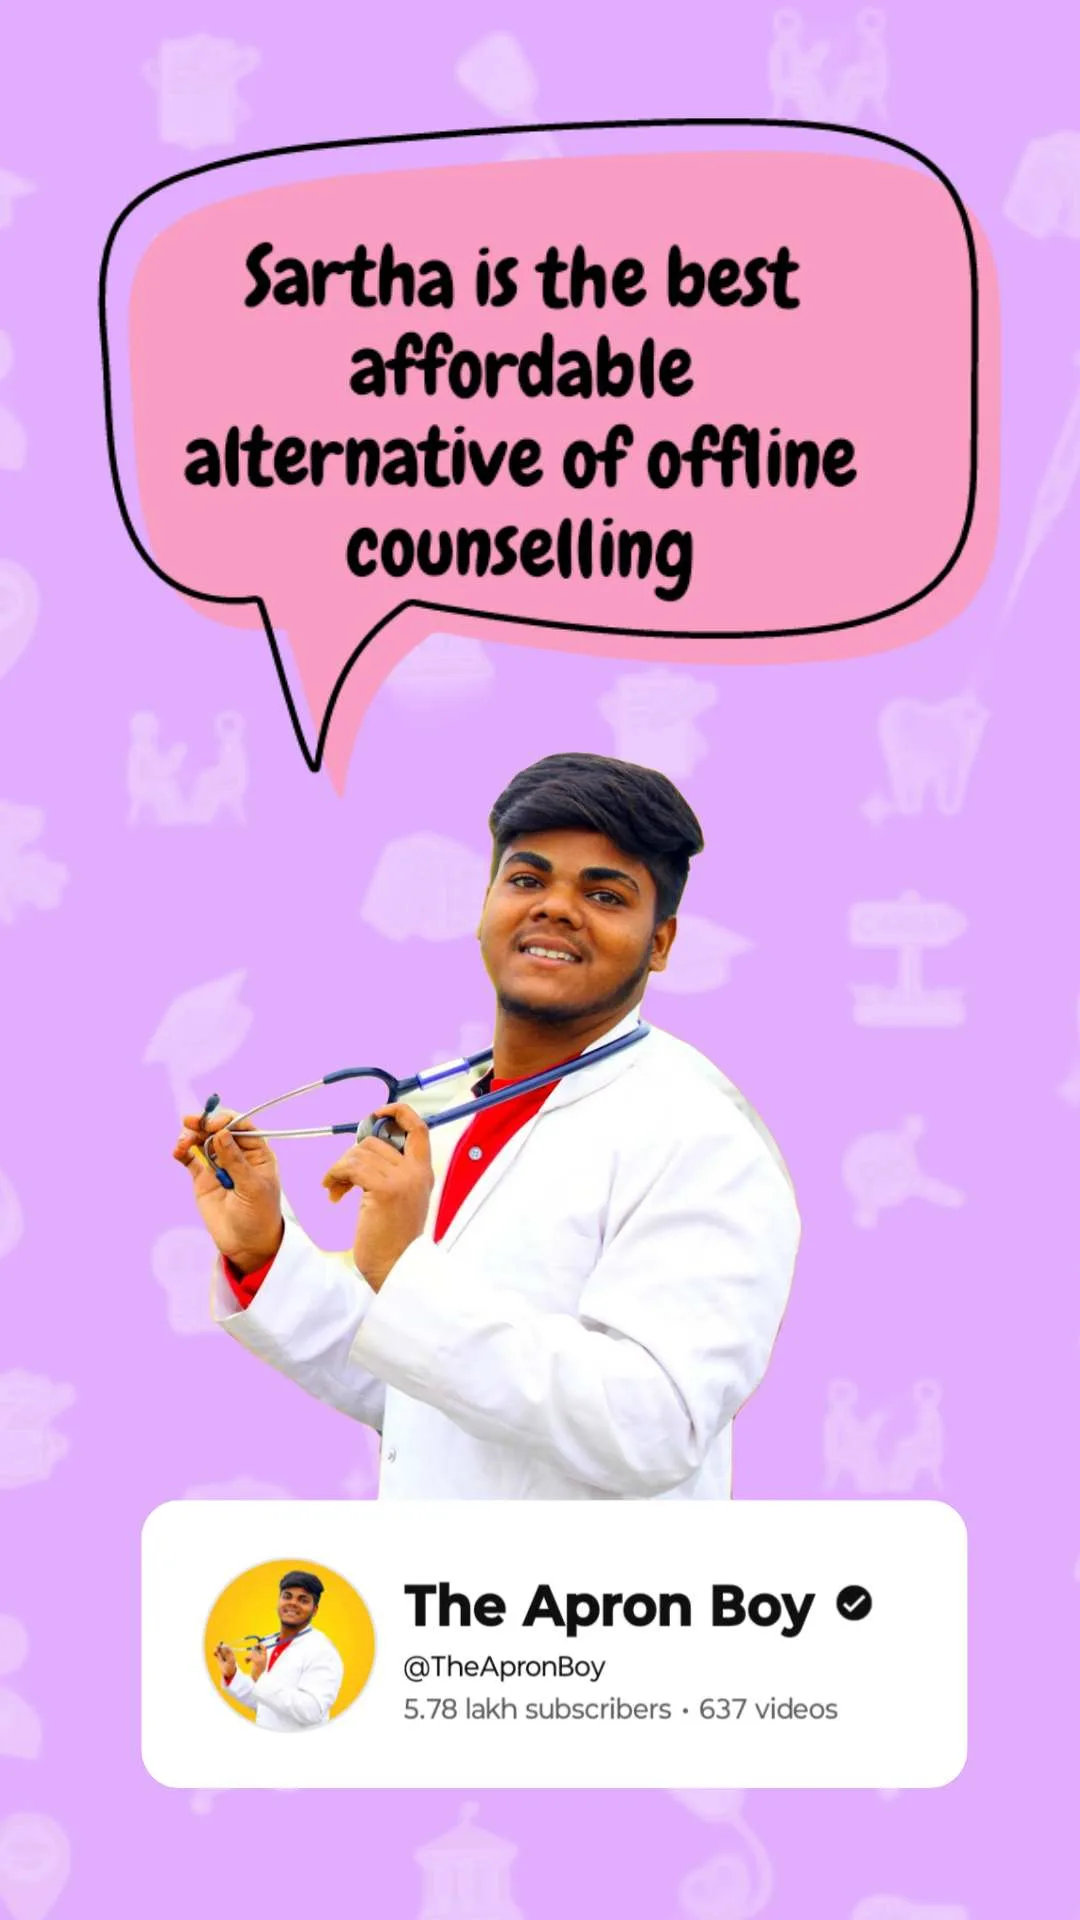 Sartha is the best
affordable
alternative of offline
counselling
The Apron Boy
@TheApronBoy
5.78 lakh subscribers • 637 videos